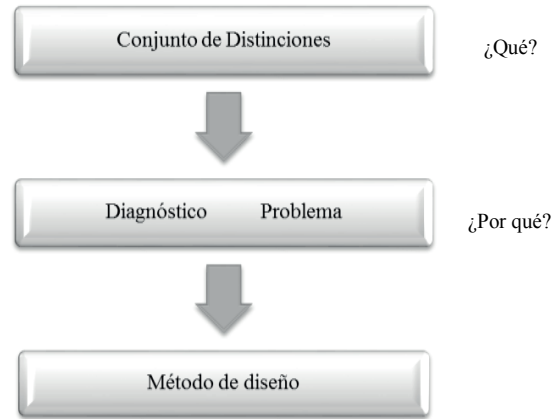 Conjunto de Distinciones
¿Qué?
Diagnóstico Problema
¿Por qué?
Método de diseño